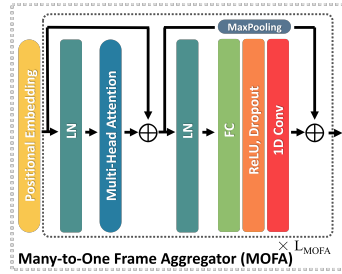 MaxPooling
Positional Embedding
LN
Multi-Head Attention
LN
FC
ReLU, Dropout
1D Conv
× L_MOFA
Many-to-One Frame Aggregator (MOFA)